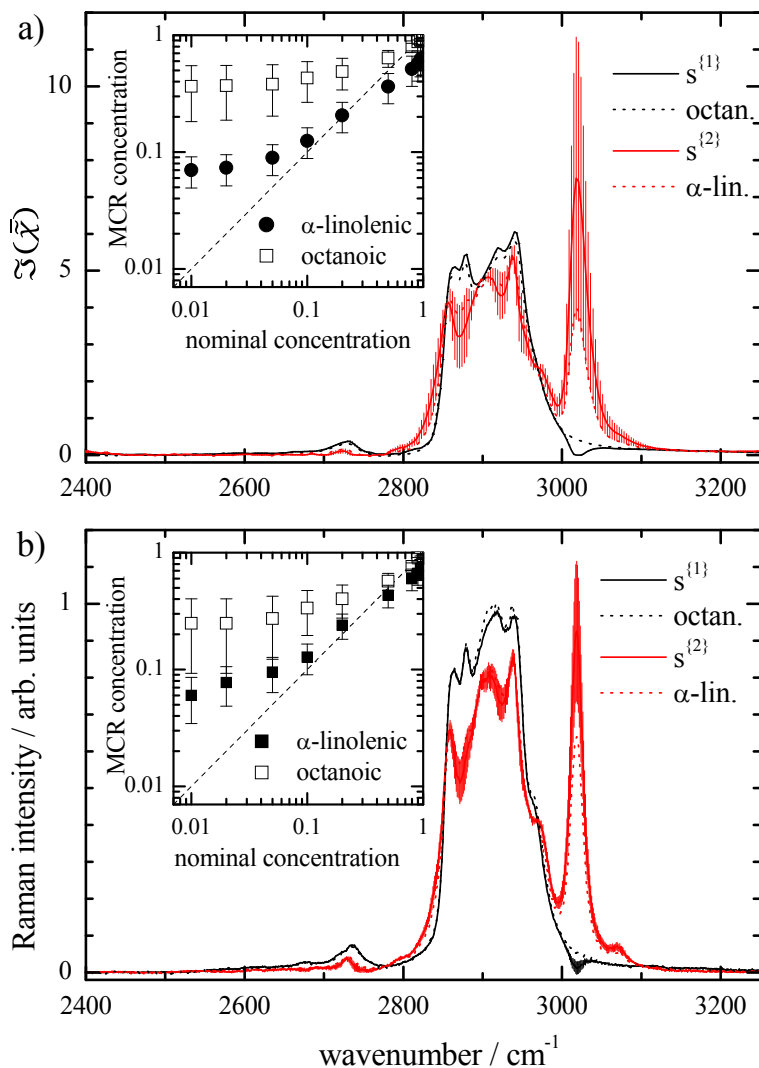 a)
ℑ(χ̃̄)
10
5
0
2400 2600 2800 3000 3200
s{1}
octan.
s{2}
α-lin.
MCR concentration
1
0.1
0.01
0.01 0.1 1
nominal concentration
α-linolenic
octanoic
b)
Raman intensity / arb. units
1
0
2400 2600 2800 3000 3200
wavenumber / cm-1
s{1}
octan.
s{2}
α-lin.
MCR concentration
1
0.1
0.01
0.01 0.1 1
nominal concentration
α-linolenic
octanoic